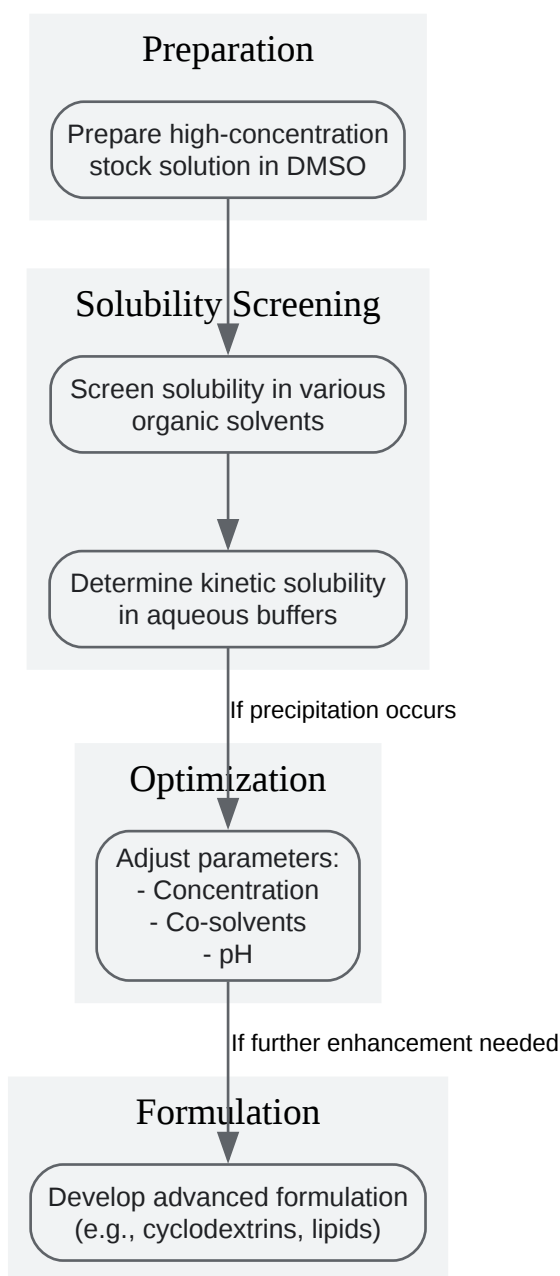 Preparation
Prepare high-concentration
stock solution in DMSO
Solubility Screening
Screen solubility in various
organic solvents
Determine kinetic solubility
in aqueous buffers
If precipitation occurs
Optimization
Adjust parameters:
- Concentration
- Co-solvents
- pH
If further enhancement needed
Formulation
Develop advanced formulation
(e.g., cyclodextrins, lipids)